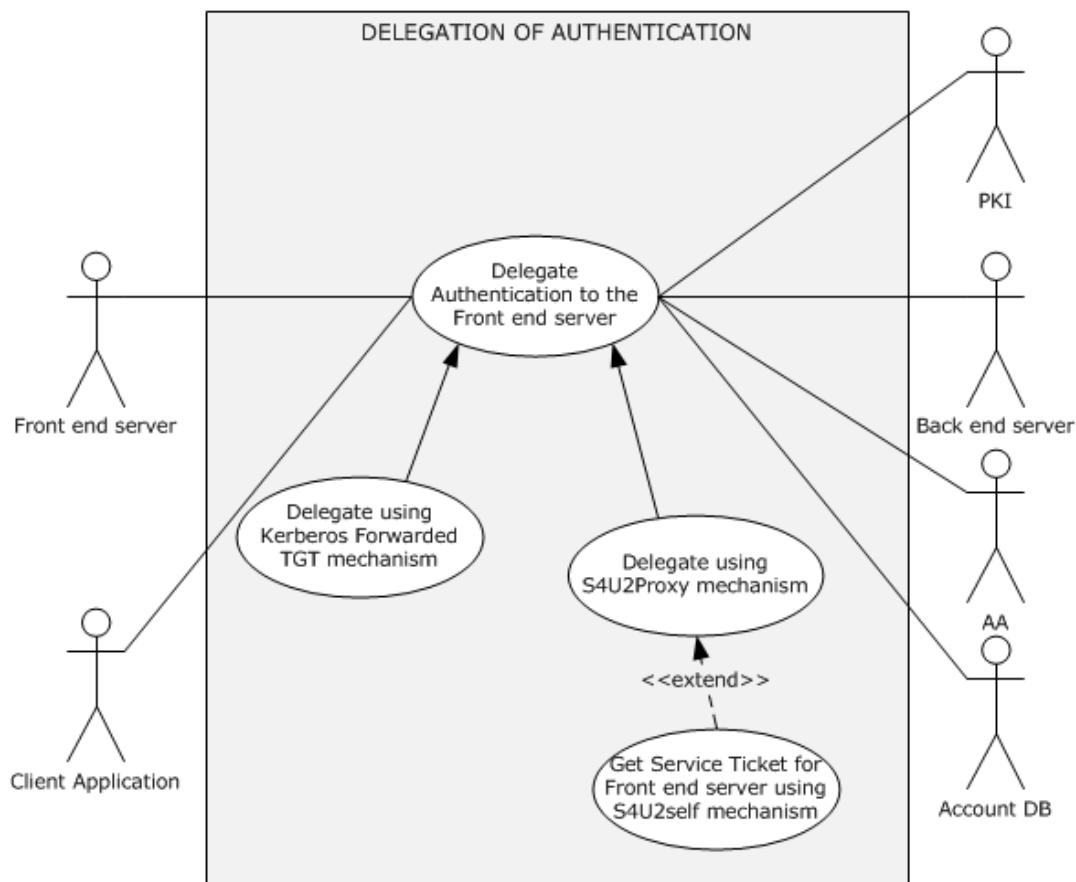 DELEGATION OF AUTHENTICATION
PKI
Delegate
Authentication to the
Front end server
Front end server
Back end server
Delegate using
Kerberos Forwarded
TGT mechanism
Delegate using
S4U2Proxy mechanism
AA
<<extend>>
Client Application
Get Service Ticket for
Front end server using
S4U2self mechanism
Account DB